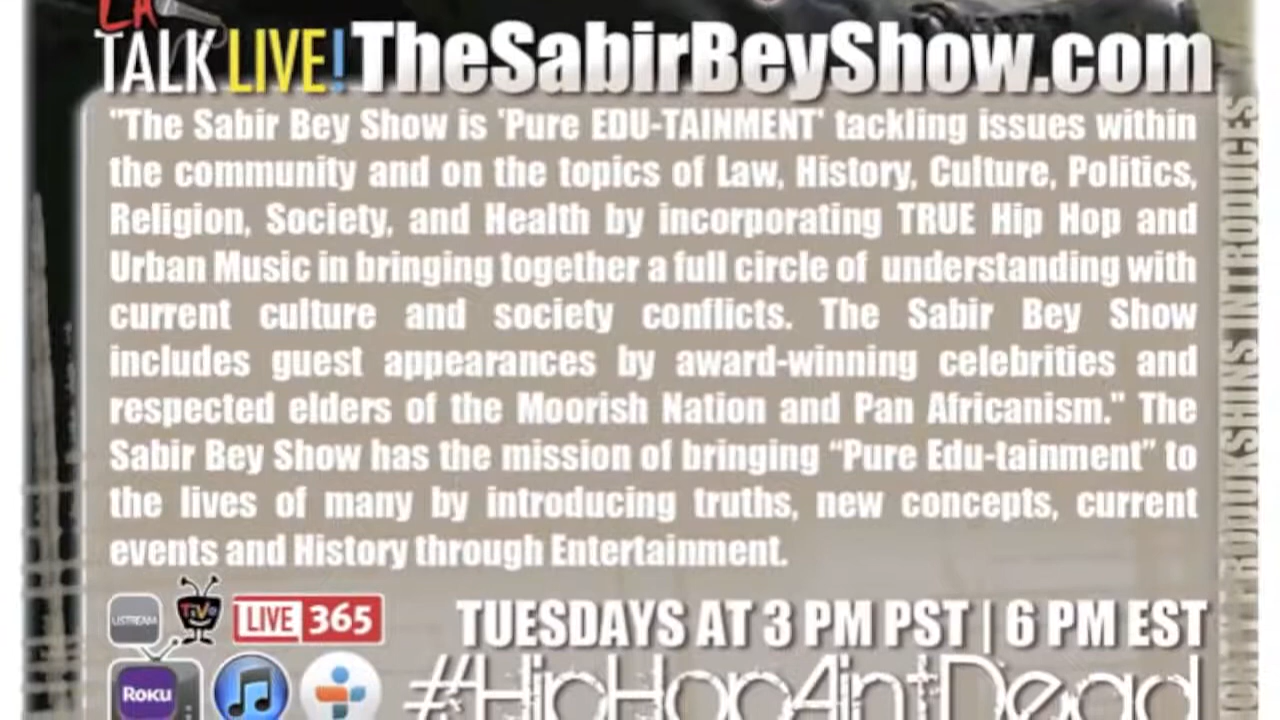 LA
TALK LIVE! TheSabirBeyShow.com
"The Sabir Bey Show is 'Pure EDU-TAINMENT' tackling issues within
the community and on the topics of Law, History, Culture, Politics,
Religion, Society, and Health by incorporating TRUE Hip Hop and
Urban Music in bringing together a full circle of understanding with
current culture and society conflicts. The Sabir Bey Show
includes guest appearances by award-winning celebrities and
respected elders of the Moorish Nation and Pan Africanism." The
Sabir Bey Show has the mission of bringing “Pure Edu-tainment” to
the lives of many by introducing truths, new concepts, current
events and History through Entertainment.
USTREAM TiVo LIVE 365
TUESDAYS AT 3 PM PST | 6 PM EST
ROKU
#HipHopAintDead
PRODUKSHINS INTRODUCES